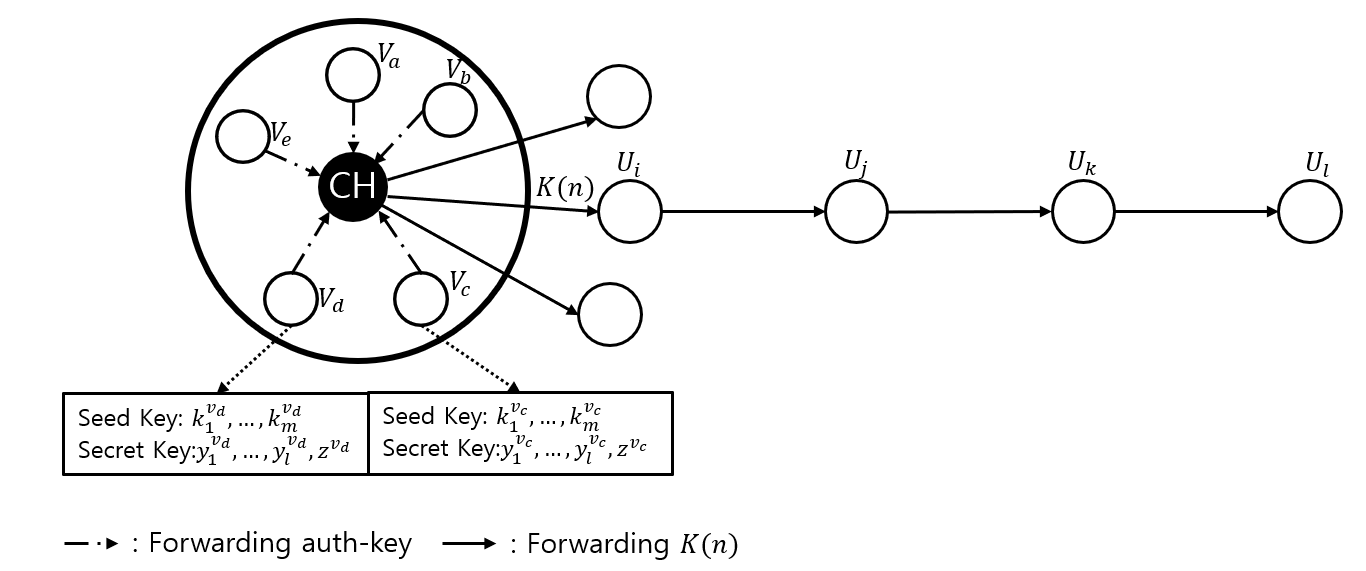 V_a
V_b
V_e
CH
K(n)
U_i
U_j
U_k
U_l
V_d
V_c
Seed Key: k_1^{v_d}, ..., k_m^{v_d}
Secret Key:y_1^{v_d}, ..., y_l^{v_d}, z^{v_d}
Seed Key: k_1^{v_c}, ..., k_m^{v_c}
Secret Key:y_1^{v_c}, ..., y_l^{v_c}, z^{v_c}
: Forwarding auth-key
: Forwarding K(n)